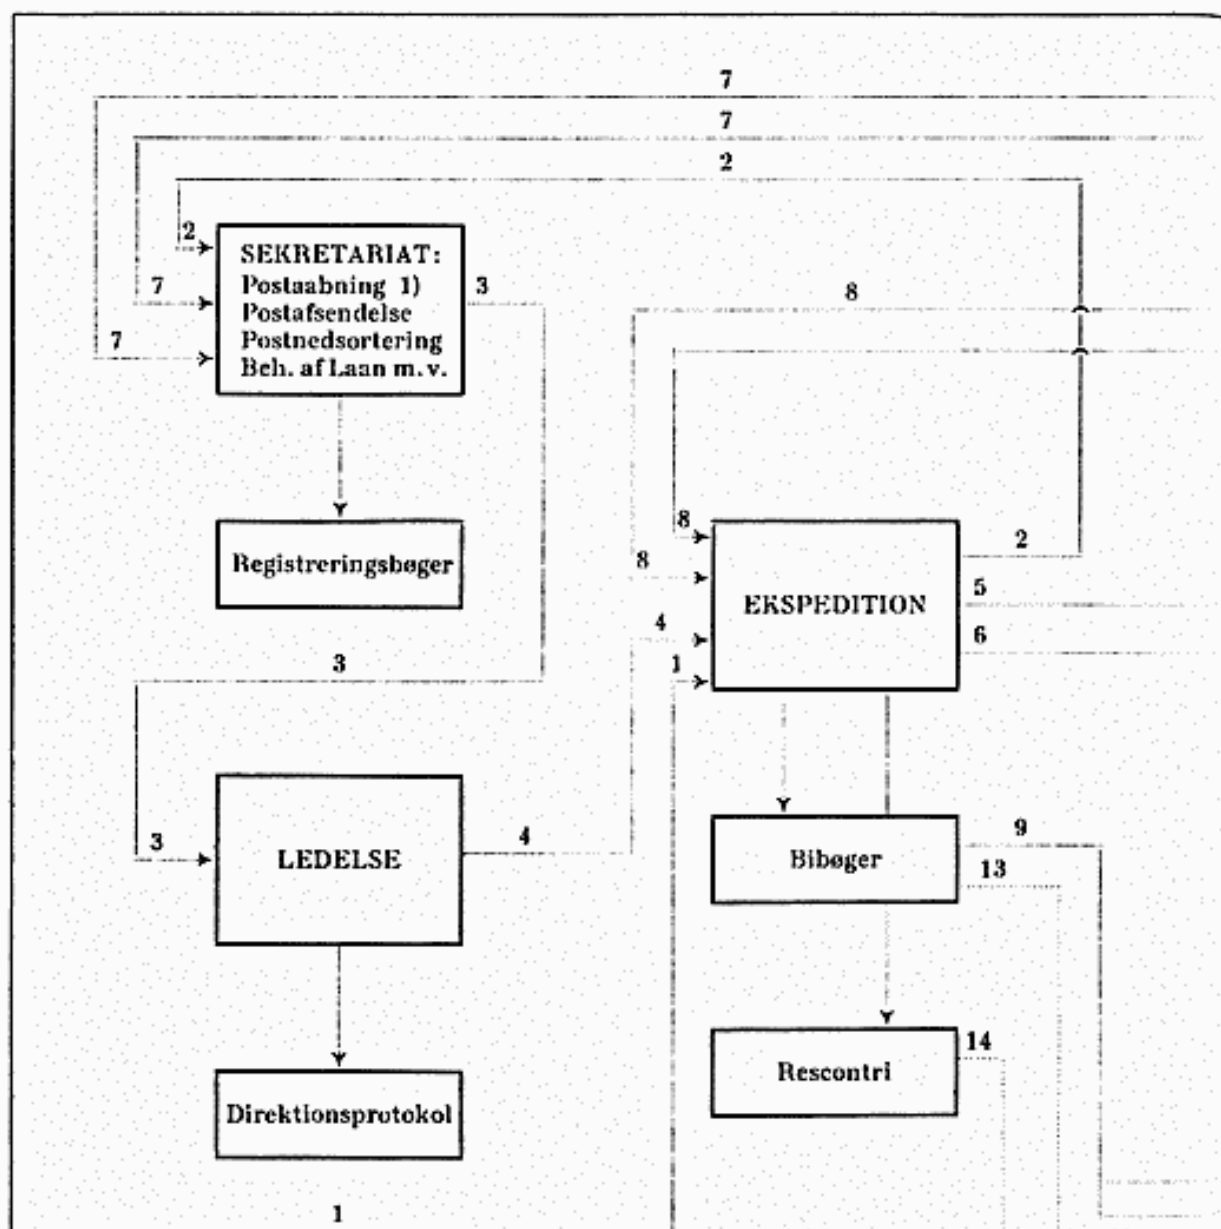 7
7
2
2
SEKRETARIAT:
Postaabning 1)
3
7
Postafsendelse
8
7
Postnedsortering
Beh. af Laan m. v.
8
2
Registreringsbøger
8
5
EKSPEDITION
4
6
3
1
3
LEDELSE
4
Bibøger
9
13
14
Rescontri
Direktionsprotokol
1